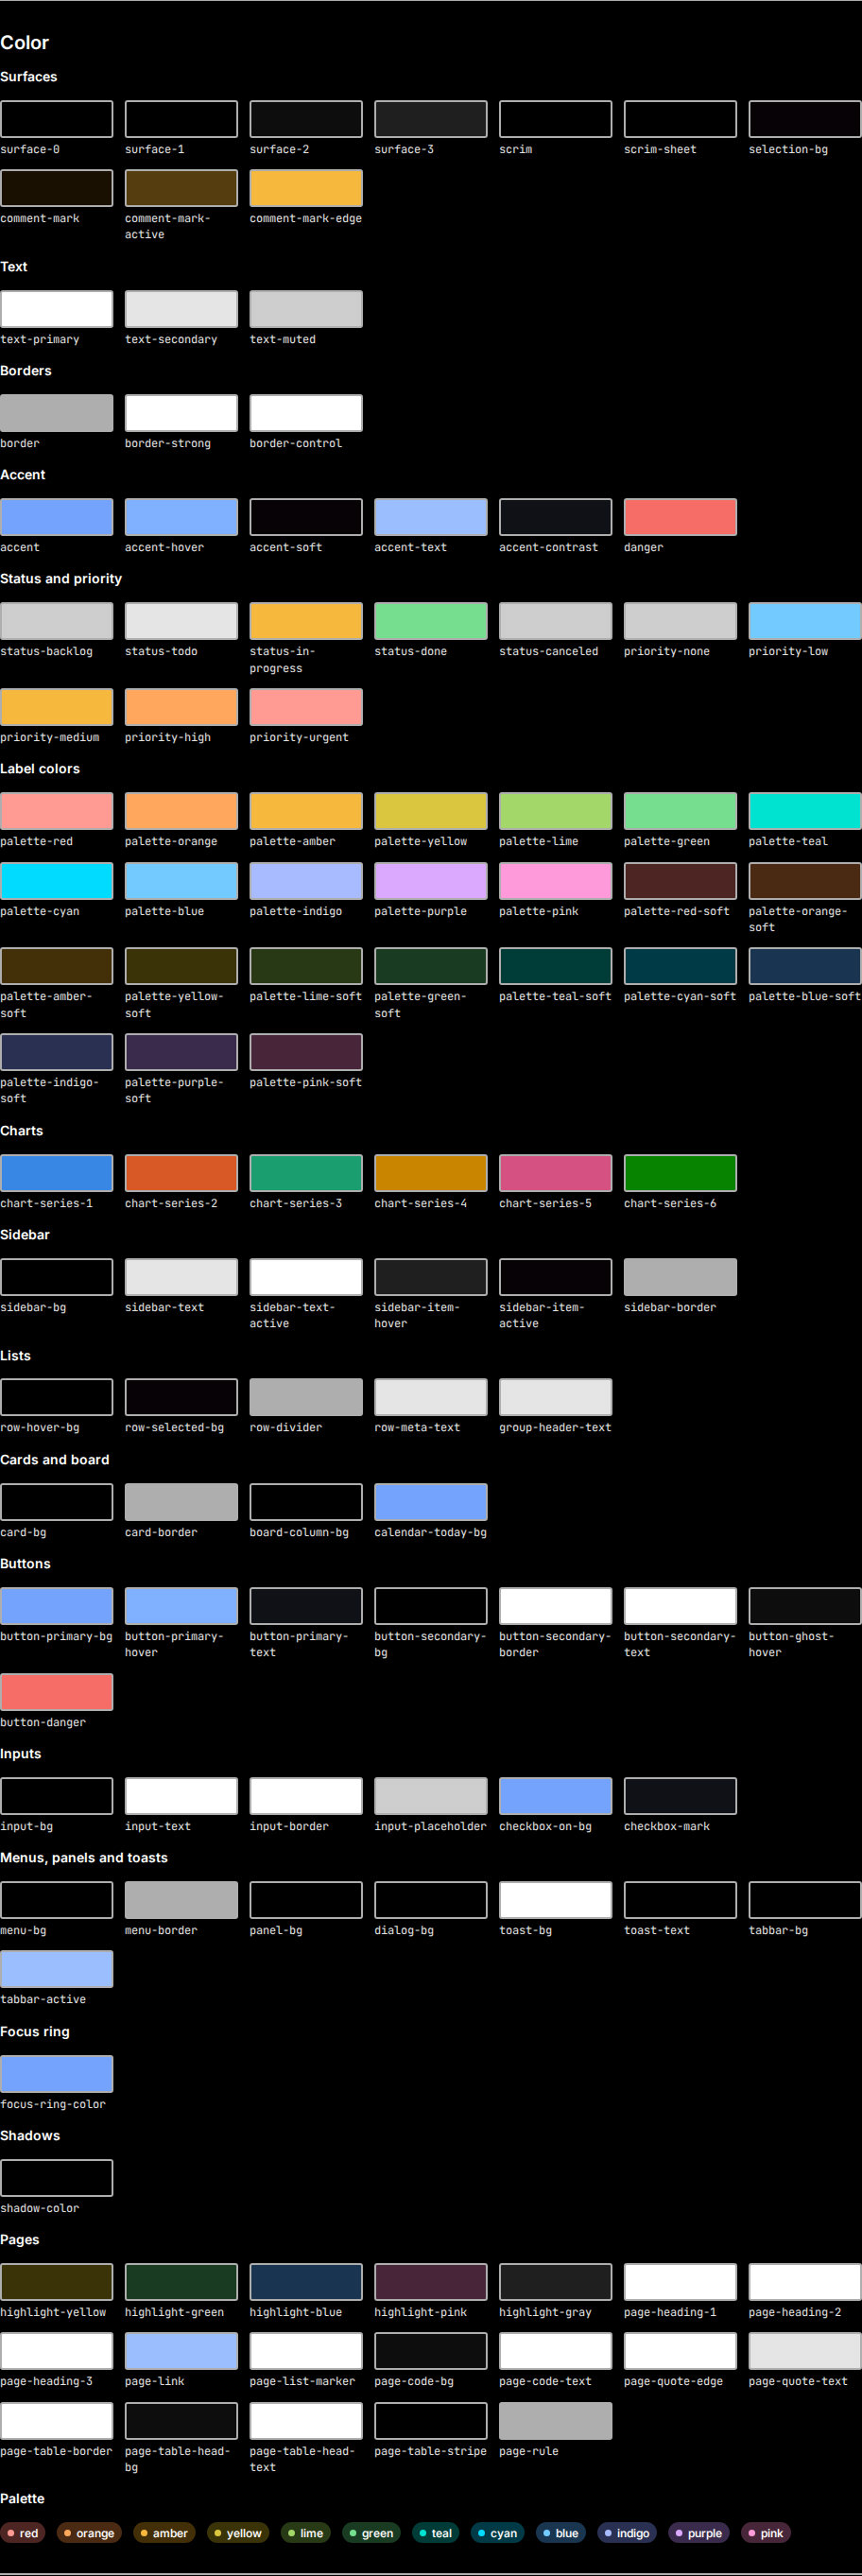 Color
Surfaces
surface-0 surface-1 surface-2 surface-3 scrim scrim-sheet selection-bg
comment-mark comment-mark- comment-mark-edge
active
Text
text-primary text-secondary text-muted
Borders
border border-strong border-control
Accent
accent accent-hover accent-soft accent-text accent-contrast danger
Status and priority
status-backlog status-todo status-in- status-done status-canceled priority-none priority-low
progress
priority-medium priority-high priority-urgent
Label colors
palette-red palette-orange palette-amber palette-yellow palette-lime palette-green palette-teal
palette-cyan palette-blue palette-indigo palette-purple palette-pink palette-red-soft palette-orange-
soft
palette-amber- palette-yellow- palette-lime-soft palette-green- palette-teal-soft palette-cyan-soft palette-blue-soft
soft soft soft
palette-indigo- palette-purple- palette-pink-soft
soft soft
Charts
chart-series-1 chart-series-2 chart-series-3 chart-series-4 chart-series-5 chart-series-6
Sidebar
sidebar-bg sidebar-text sidebar-text- sidebar-item- sidebar-item- sidebar-border
active hover active
Lists
row-hover-bg row-selected-bg row-divider row-meta-text group-header-text
Cards and board
card-bg card-border board-column-bg calendar-today-bg
Buttons
button-primary-bg button-primary- button-primary- button-secondary- button-secondary- button-secondary- button-ghost-
hover text bg border text hover
button-danger
Inputs
input-bg input-text input-border input-placeholder checkbox-on-bg checkbox-mark
Menus, panels and toasts
menu-bg menu-border panel-bg dialog-bg toast-bg toast-text tabbar-bg
tabbar-active
Focus ring
focus-ring-color
Shadows
shadow-color
Pages
highlight-yellow highlight-green highlight-blue highlight-pink highlight-gray page-heading-1 page-heading-2
page-heading-3 page-link page-list-marker page-code-bg page-code-text page-quote-edge page-quote-text
page-table-border page-table-head- page-table-head- page-table-stripe page-rule
bg text
Palette
red orange amber yellow lime green teal cyan blue indigo purple pink